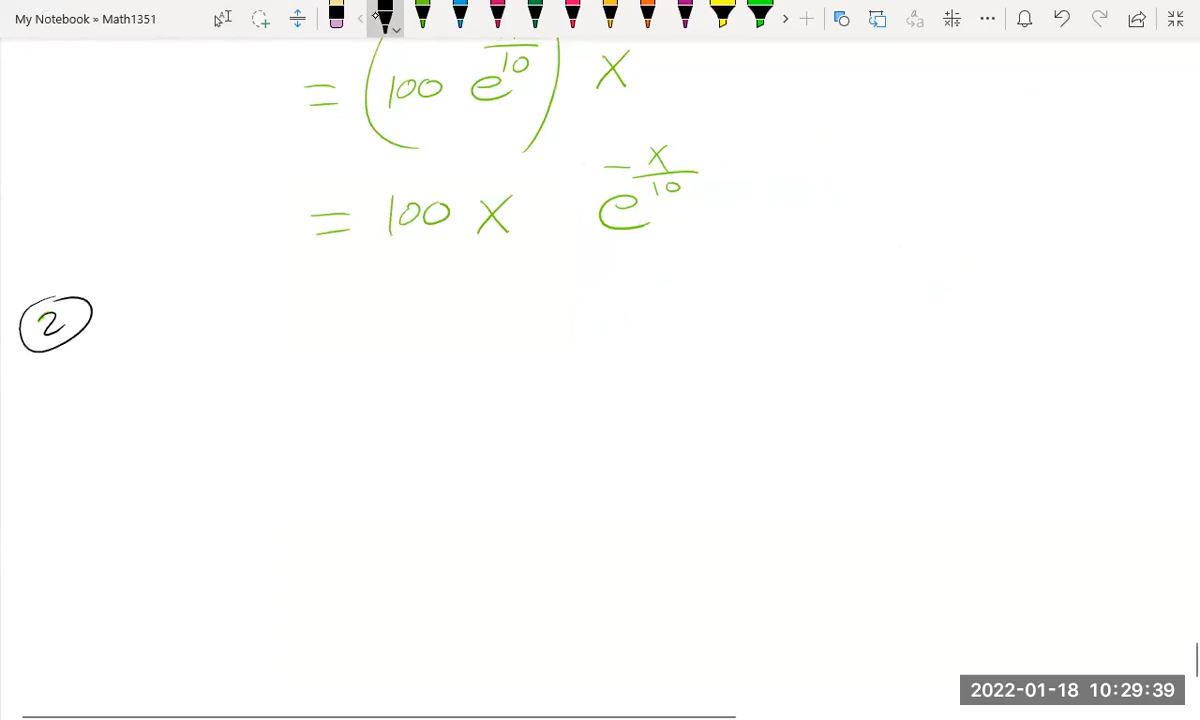 My Notebook » Math1351
= (100 e^{10}) x
= 100 x e^{-x/10}
2
2022-01-18 10:29:39